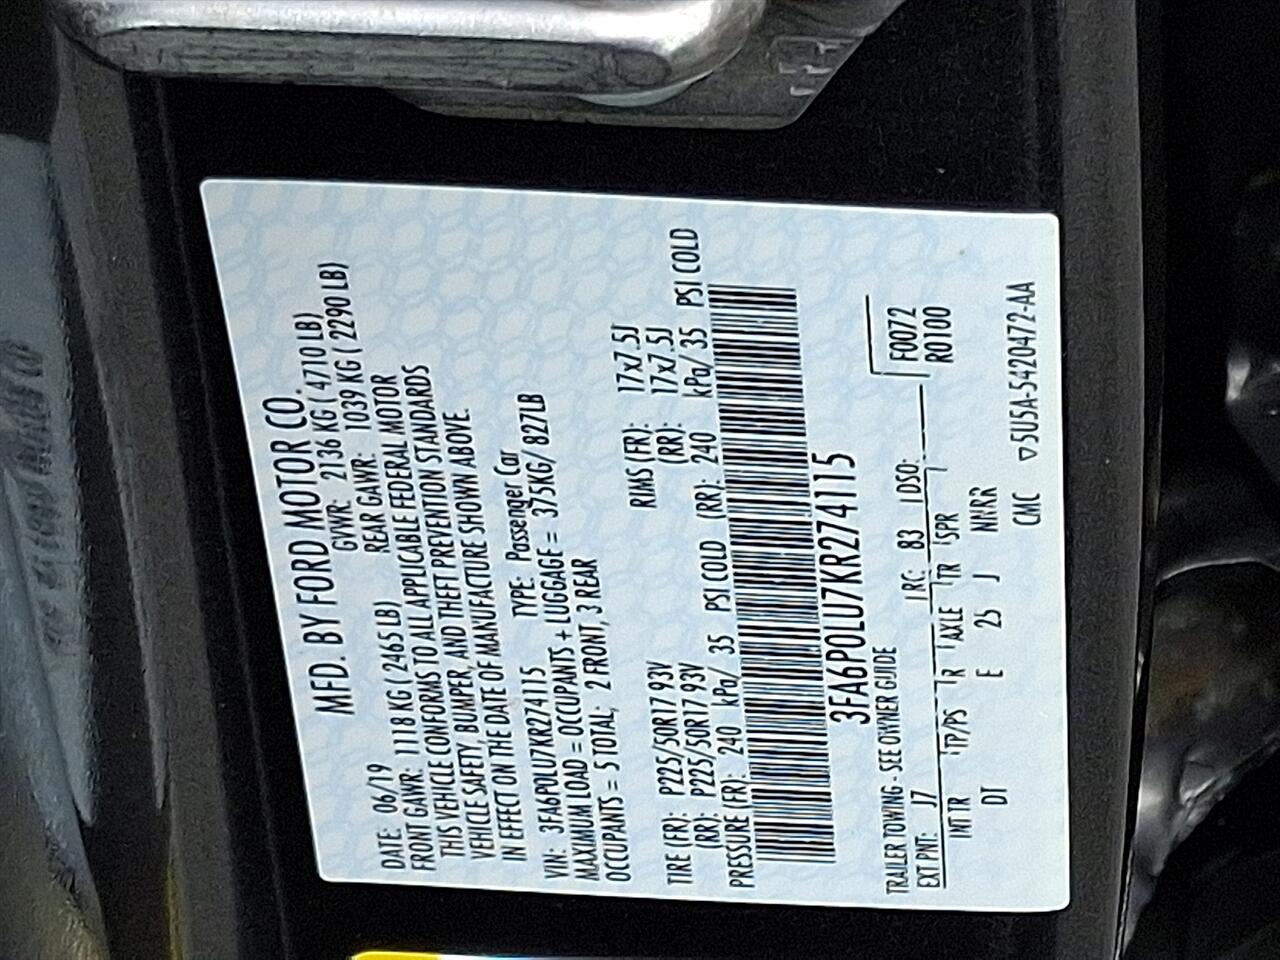 MFD. BY FORD MOTOR CO.
DATE: 06/19 GVWR: 2136 KG ( 4710 LB)
FRONT GAWR: 1118 KG ( 2465 LB) REAR GAWR: 1039 KG ( 2290 LB)
THIS VEHICLE CONFORMS TO ALL APPLICABLE FEDERAL MOTOR
VEHICLE SAFETY, BUMPER, AND THEFT PREVENTION STANDARDS
IN EFFECT ON THE DATE OF MANUFACTURE SHOWN ABOVE.
VIN: 3FA6P0LU7KR274115 TYPE: Passenger Car
MAXIMUM LOAD = OCCUPANTS + LUGGAGE = 375KG/ 827LB
OCCUPANTS = 5 TOTAL, 2 FRONT, 3 REAR
TIRE (FR): P225/50R17 93V RIMS (FR): 17x7.5J
(RR): P225/50R17 93V (RR): 17x7.5J
PRESSURE (FR): 240 kPa/ 35 PSI COLD (RR): 240 kPa/ 35 PSI COLD
3FA6P0LU7KR274115
TRAILER TOWING - SEE OWNER GUIDE
F0072
EXT PNT: J7 RC: 83 DSO: R0100
INT TR TP/PS R AXLE TR SPR
DT E 25 J NNRR
CMC ▽5U5A-5420472-AA